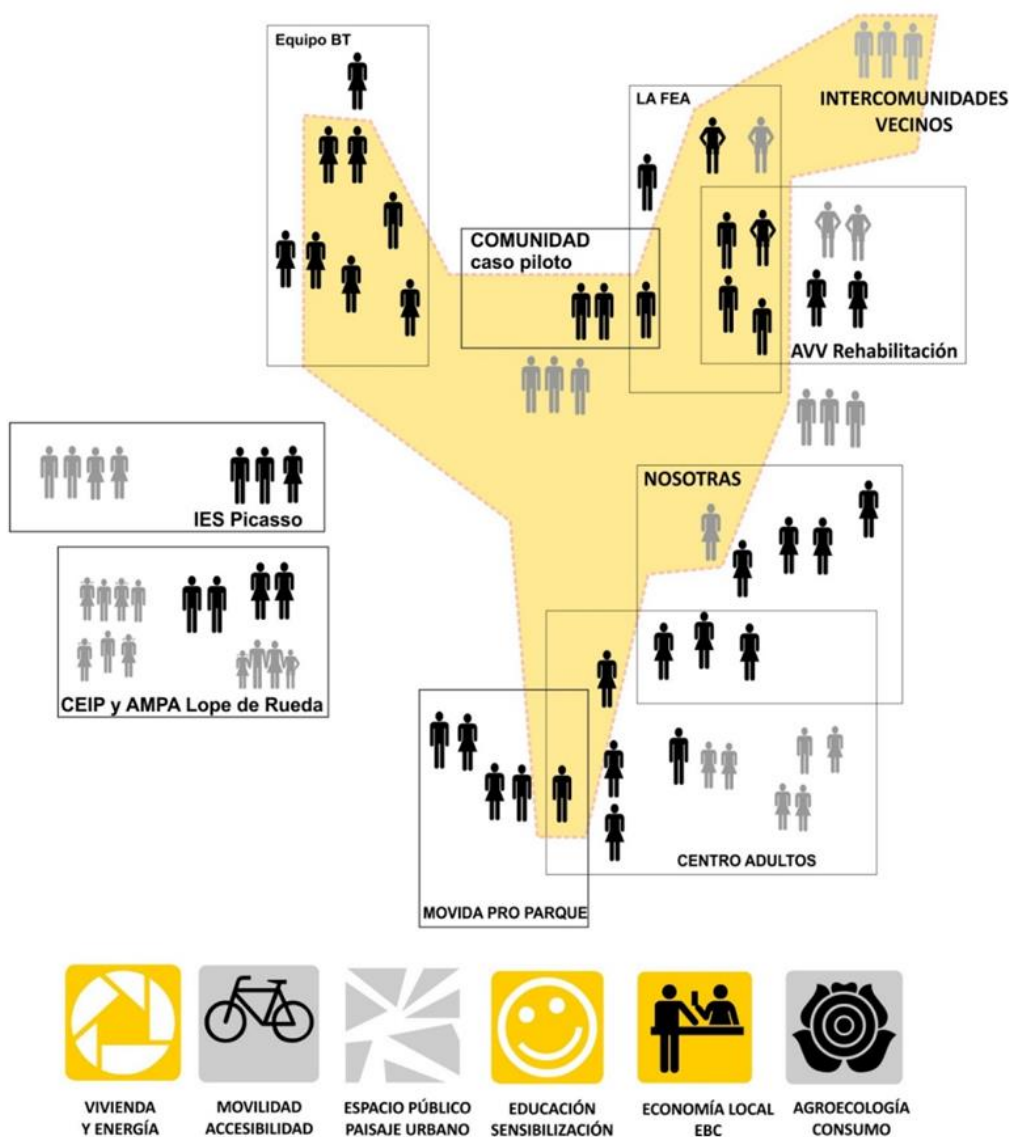 Equipo BT
INTERCOMUNIDADES
VECINOS
LA FEA
COMUNIDAD
caso piloto
AVV Rehabilitación
IES Picasso
NOSOTRAS
CEIP y AMPA Lope de Rueda
CENTRO ADULTOS
MOVIDA PRO PARQUE
VIVIENDA
Y ENERGÍA
MOVILIDAD
ACCESIBILIDAD
ESPACIO PÚBLICO
PAISAJE URBANO
EDUCACIÓN
SENSIBILIZACIÓN
ECONOMÍA LOCAL
EBC
AGROECOLOGÍA
CONSUMO